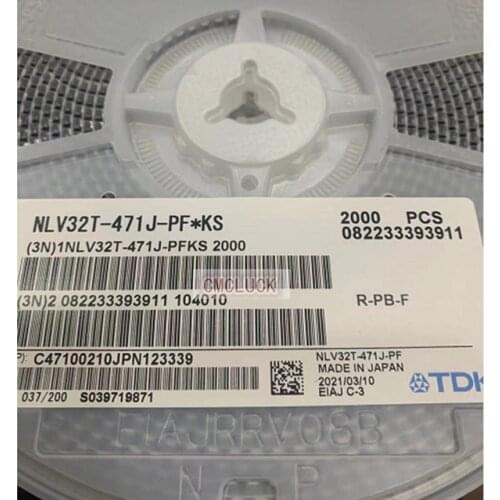 NLV32T-471J-PF*KS
2000 PCS
082233393911
(3N)1NLV32T-471J-PFKS 2000
CMCLUCK
(3N)2 082233393911 104010
R-PB-F
P): C47100210JPN123339
NLV32T-471J-PF
MADE IN JAPAN
2021/03/10
EIAJ C-3
TDK
037/200 S039719871
EIAJRRV08B
N P